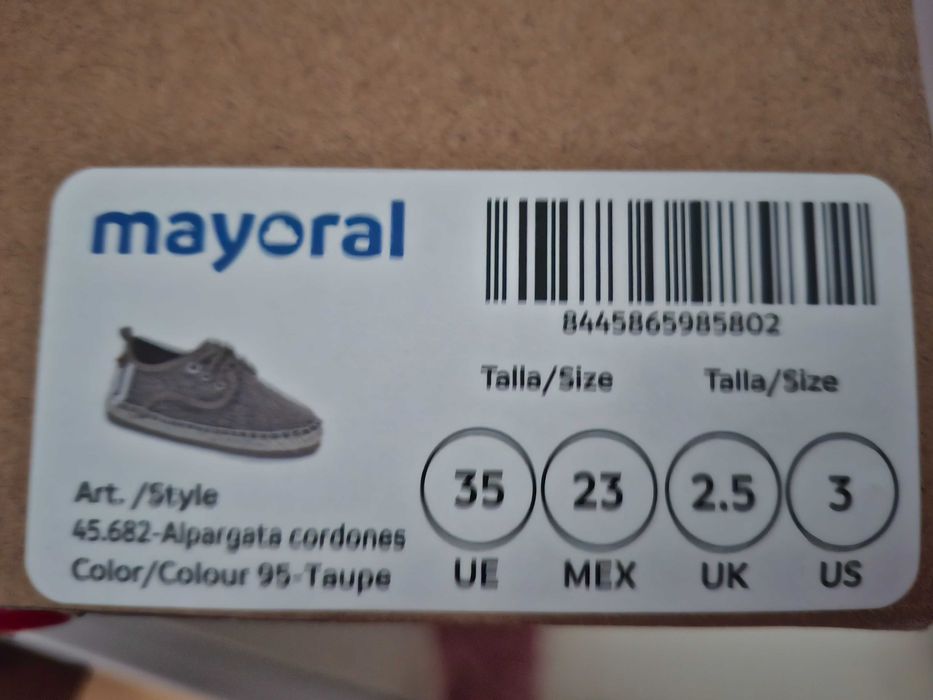 mayoral
8445865985802
Talla/Size Talla/Size
35 23 2.5 3
UE MEX UK US
Art. /Style
45.682-Alpargata cordones
Color/Colour 95-Taupe